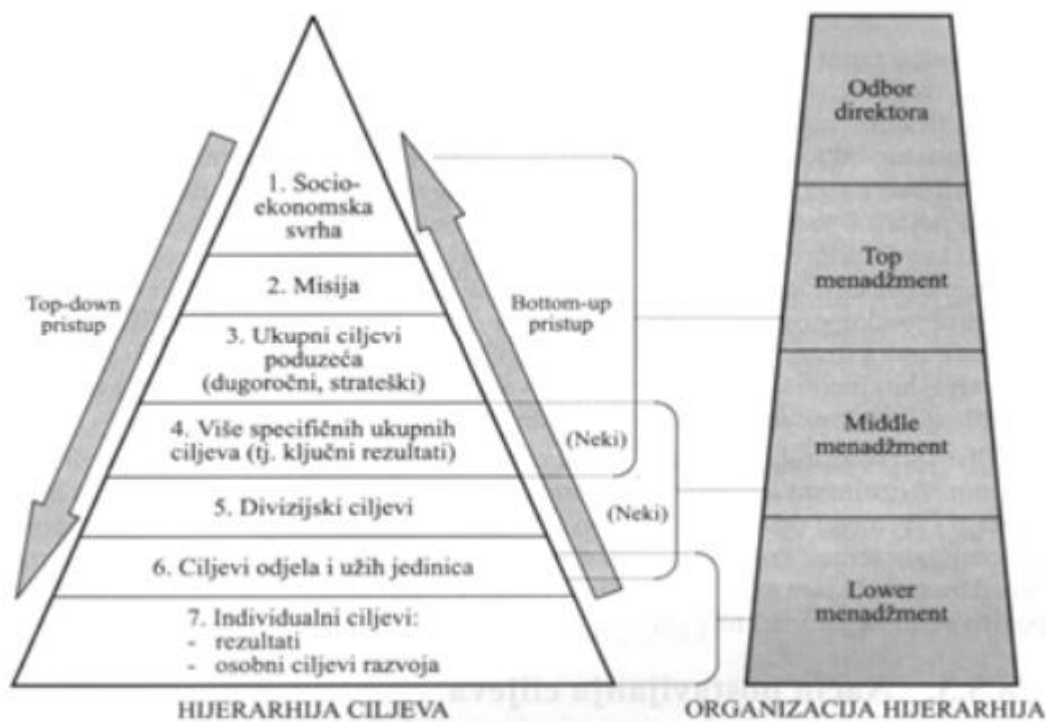 1. Socio-
ekonomska
svrha
2. Misija
3. Ukupni ciljevi
poduzeća
(dugoročni, strateški)
4. Više specifičnih ukupnih
ciljeva (tj. ključni rezultati)
5. Divizijski ciljevi
6. Ciljevi odjela i užih jedinica
7. Individualni ciljevi:
- rezultati
- osobni ciljevi razvoja
Top-down
pristup
Bottom-up
pristup
(Neki)
(Neki)
HIJERARHIJA CILJEVA
Odbor
direktora
Top
menadžment
Middle
menadžment
Lower
menadžment
ORGANIZACIJA HIJERARHIJA